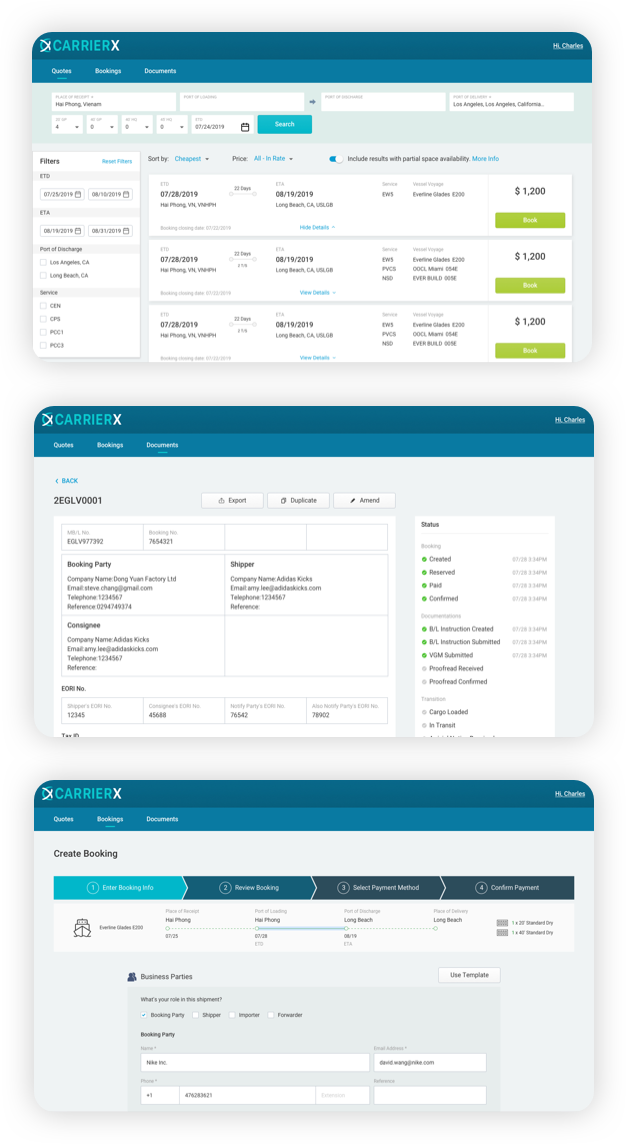 CARRIERX
Hi, Charles
Quotes Bookings Documents
PLACE OF RECEIPT PORT OF LOADING PORT OF DISCHARGE PORT OF DELIVERY
Hai Phong, Vienam Los Angeles, Los Angeles, California...
20' GP 40' GP 40' HQ 45' HQ ETD
4 0 0 0 07/24/2019 Search
Filters Reset Filters
ETD
07/25/2019 08/10/2019
ETA
08/19/2019 08/31/2019
Port of Discharge
Los Angeles, CA
Long Beach, CA
Service
CEN
CPS
PCC1
PCC3
Sort by: Cheapest Price: All - In Rate Include results with partial space availability. More Info
ETD ETA Service Vessel Voyage
07/28/2019 22 Days 08/19/2019 EWS Everline Glades E200 $ 1,200
Hai Phong, VN, VNHPH Long Beach, CA, USLGB
Book
Booking closing date: 07/22/2019 Hide Details
ETD ETA Service Vessel Voyage
07/28/2019 22 Days 08/19/2019 EWS Everline Glades E200 $ 1,200
Hai Phong, VN, VNHPH Long Beach, CA, USLGB PVCS OOCL Miami 054E
NSD EVER BUILD 005E
Book
Booking closing date: 07/22/2019 View Details
ETD ETA Service Vessel Voyage
07/28/2019 22 Days 08/19/2019 EWS Everline Glades E200 $ 1,200
Hai Phong, VN, VNHPH Long Beach, CA, USLGB PVCS OOCL Miami 054E
NSD EVER BUILD 005E
Book
Booking closing date: 07/22/2019 View Details
CARRIERX
Hi, Charles
Quotes Bookings Documents
BACK
2EGLV0001 Export Duplicate Amend
MB/L No. Booking No.
EGLV977392 7654321
Booking Party Shipper
Company Name:Dong Yuan Factory Ltd Company Name:Adidas Kicks
Email:steve.chang@gmail.com Email:amy.lee@adidaskicks.com
Telephone:1234567 Telephone:1234567
Reference:0294749374 Reference:
Consignee
Company Name:Adidas Kicks
Email:amy.lee@adidaskicks.com
Telephone:1234567
Reference:
EORI No.
Shipper's EORI No. Consignee's EORI No. Notify Party's EORI No. Also Notify Party's EORI No.
12345 45688 76542 78902
Tax ID
Status
Booking
Created 07/28 3:34PM
Reserved 07/28 3:34PM
Paid 07/28 3:34PM
Confirmed 07/28 3:34PM
Documentations
B/L Instruction Created 07/28 3:34PM
B/L Instruction Submitted 07/28 3:34PM
VGM Submitted 07/28 3:34PM
Proofread Received
Proofread Confirmed
Transition
Cargo Loaded
In Transit
CARRIERX
Hi, Charles
Quotes Bookings Documents
Create Booking
1 Enter Booking Info 2 Review Booking 3 Select Payment Method 4 Confirm Payment
Place of Receipt Port of Loading Port of Discharge Place of Delivery
Hai Phong Hai Phong Long Beach Long Beach
Everline Glades E200
1 x 20' Standard Dry
1 x 40' Standard Dry
07/25 07/28 08/19
ETD ETA
Business Parties Use Template
What's your role in this shipment?
Booking Party Shipper Importer Forwarder
Booking Party
Name * Email Address *
Nike Inc. david.wang@nike.com
Phone * Reference
+1 476283621 Extension